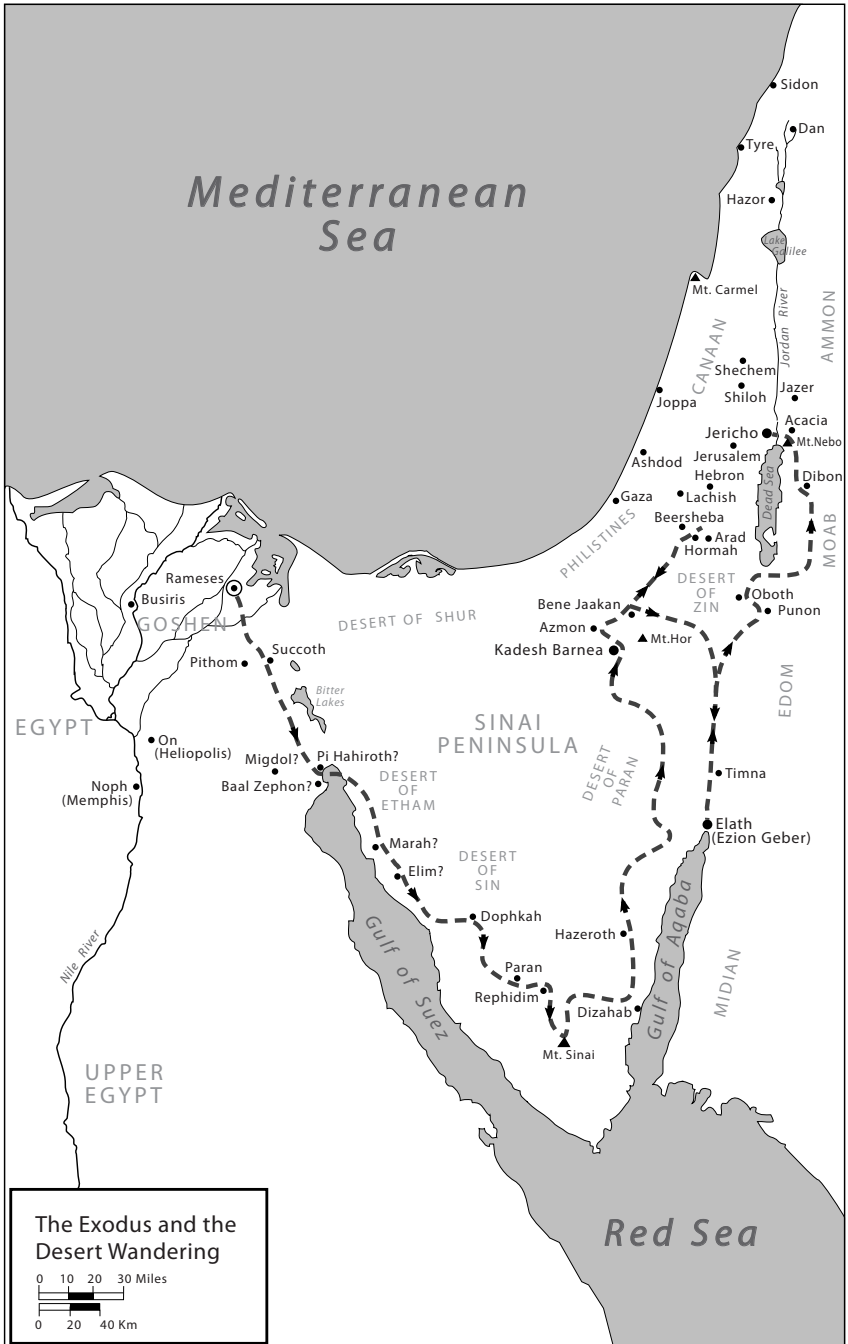 Sidon
Dan
Tyre
Mediterranean
Sea
Hazor
Lake
Galilee
Mt. Carmel
Jordan River
AMMON
CANAAN
Shechem
Shiloh
Jazer
Joppa
Acacia
Jericho
Mt.Nebo
Jerusalem
Ashdod
Hebron
Dibon
Lachish
Dead Sea
Gaza
Beersheba
PHILISTINES
Arad
Hormah
MOAB
Rameses
DESERT
OF
ZIN
Busiris
Oboth
Bene Jaakan
Punon
GOSHEN
DESERT OF SHUR
Azmon
Mt.Hor
Succoth
Kadesh Barnea
Pithom
EDOM
Bitter
Lakes
EGYPT
SINAI
PENINSULA
On
(Heliopolis)
Migdol?
Pi Hahiroth?
DESERT
OF
PARAN
Timna
Noph
(Memphis)
Baal Zephon?
DESERT
OF
ETHAM
Elath
(Ezion Geber)
Marah?
DESERT
OF
SIN
Elim?
Dophkah
Gulf of Suez
Hazeroth
Gulf of Aqaba
Nile River
Paran
MIDIAN
Rephidim
Dizahab
Mt. Sinai
UPPER
EGYPT
Red Sea
The Exodus and the
Desert Wandering
0 10 20 30 Miles
0 20 40 Km